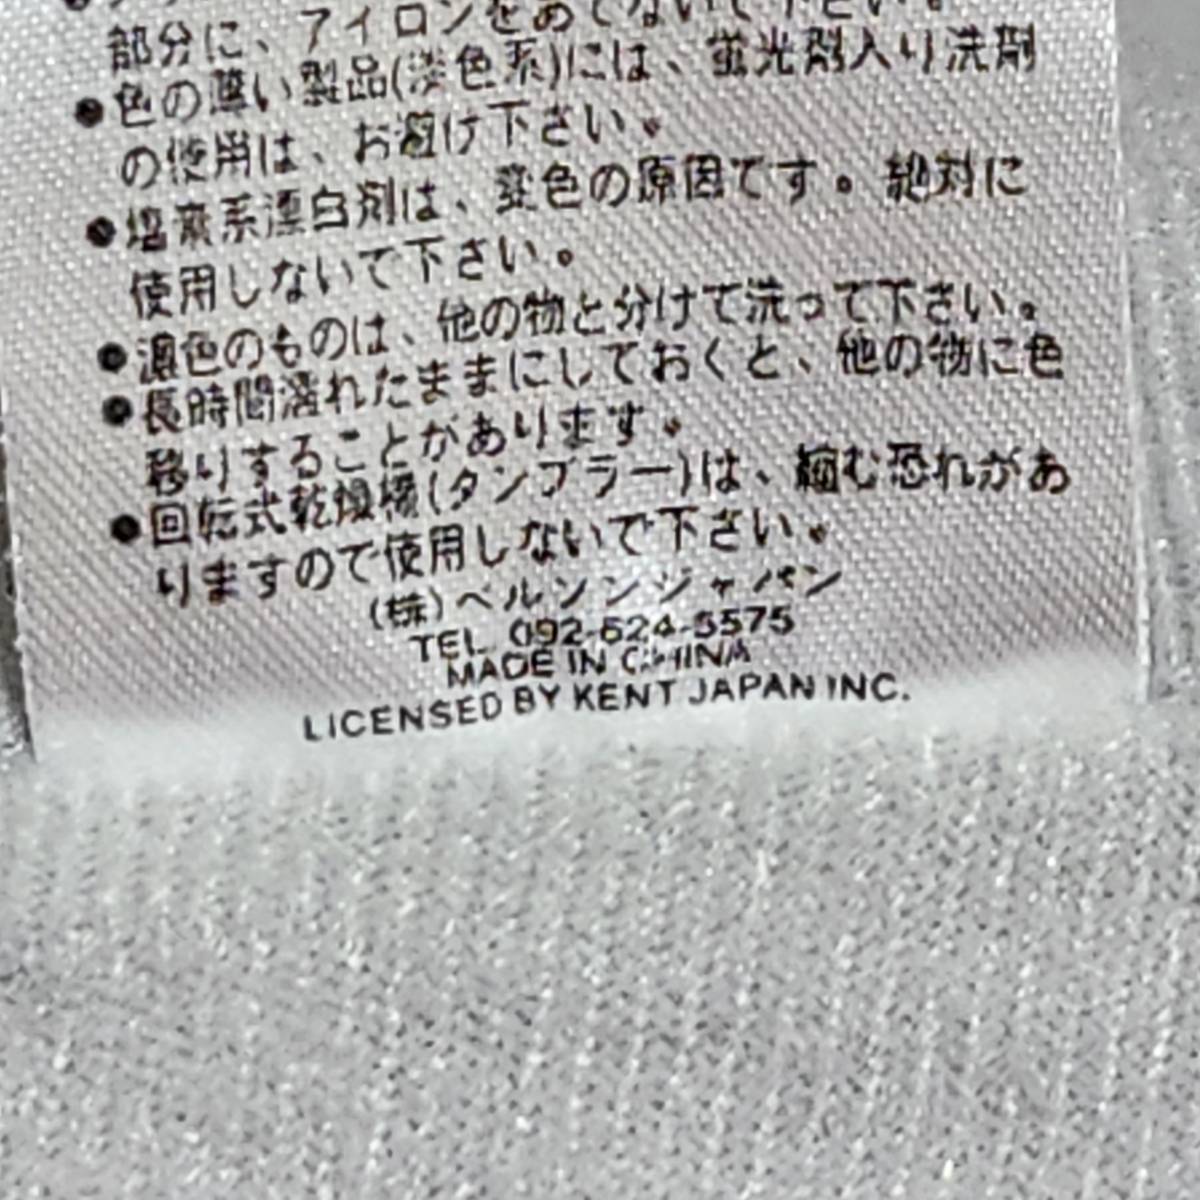 部分に、アイロンをあてないで下さい。
●色の薄い製品(淡色系)には、蛍光剤入り洗剤
の使用は、お避け下さい。
●塩素系漂白剤は、変色の原因です。絶対に
使用しないで下さい。
●濃色のものは、他の物と分けて洗って下さい。
●長時間濡れたままにしておくと、他の物に色
移りすることがあります。
●回転式乾燥機(タンブラー)は、縮む恐れがあ
りますので使用しないで下さい。
(株)ベルソンジャパン
TEL 092-624-5575
MADE IN CHINA
LICENSED BY KENT JAPAN INC.